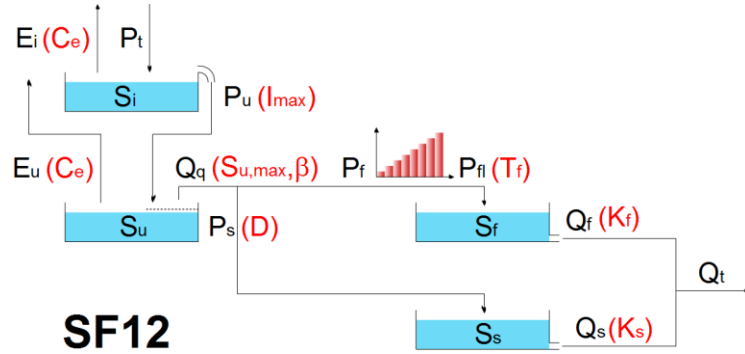 Ei (Ce) Pt
Si
Pu (Imax)
Eu (Ce) Qq (Su,max,β) Pf Pfl (Tf)
Su Ps (D) Sf Qf (Kf)
Qt
SF12 Ss Qs (Ks)